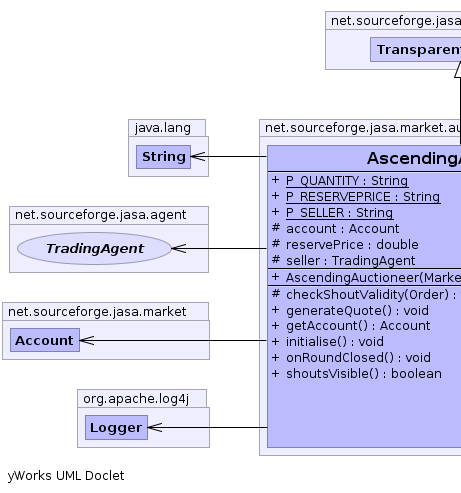 net.sourceforge.jasa
Transparent
java.lang
String
net.sourceforge.jasa.market.au
AscendingA
+ P_QUANTITY : String
+ P_RESERVEPRICE : String
+ P_SELLER : String
# account : Account
# reservePrice : double
# seller : TradingAgent
+ AscendingAuctioneer(Marke
# checkShoutValidity(Order) :
+ generateQuote() : void
+ getAccount() : Account
+ initialise() : void
+ onRoundClosed() : void
+ shoutsVisible() : boolean
net.sourceforge.jasa.agent
TradingAgent
net.sourceforge.jasa.market
Account
org.apache.log4j
Logger
yWorks UML Doclet